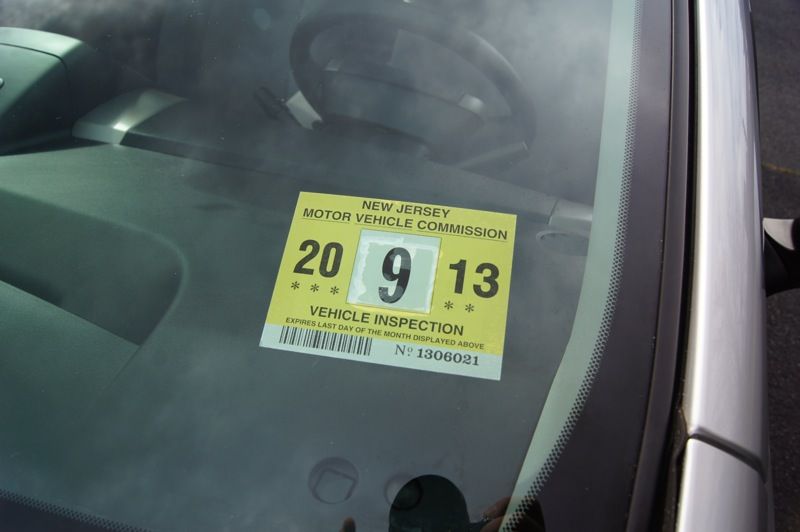 NEW JERSEY
MOTOR VEHICLE COMMISSION
20 9 13
* * * * *
VEHICLE INSPECTION
EXPIRES LAST DAY OF THE MONTH DISPLAYED ABOVE
Nº 1306021